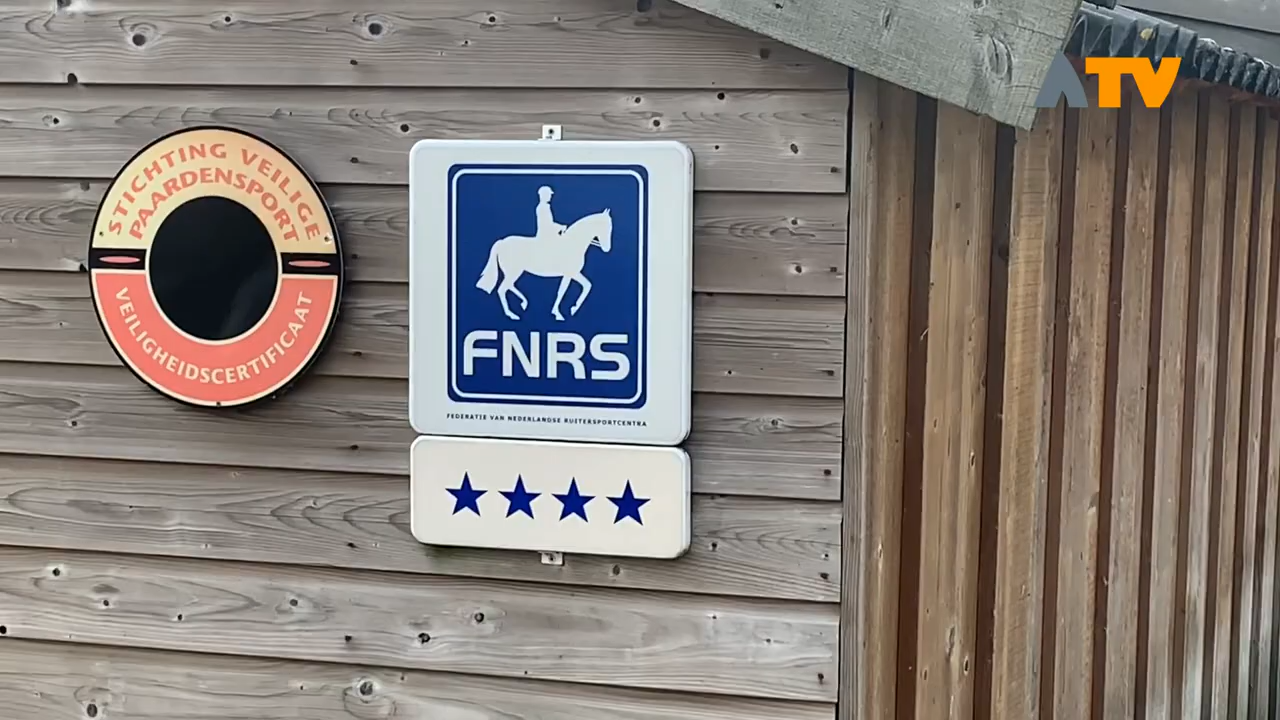 ATV
STICHTING VEILIGE
PAARDENSPORT
VEILIGHEIDSCERTIFICAAT
FNRS
FEDERATIE VAN NEDERLANDSE RUITERSPORTCENTRA